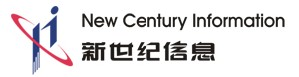 New Century Information
新世纪信息